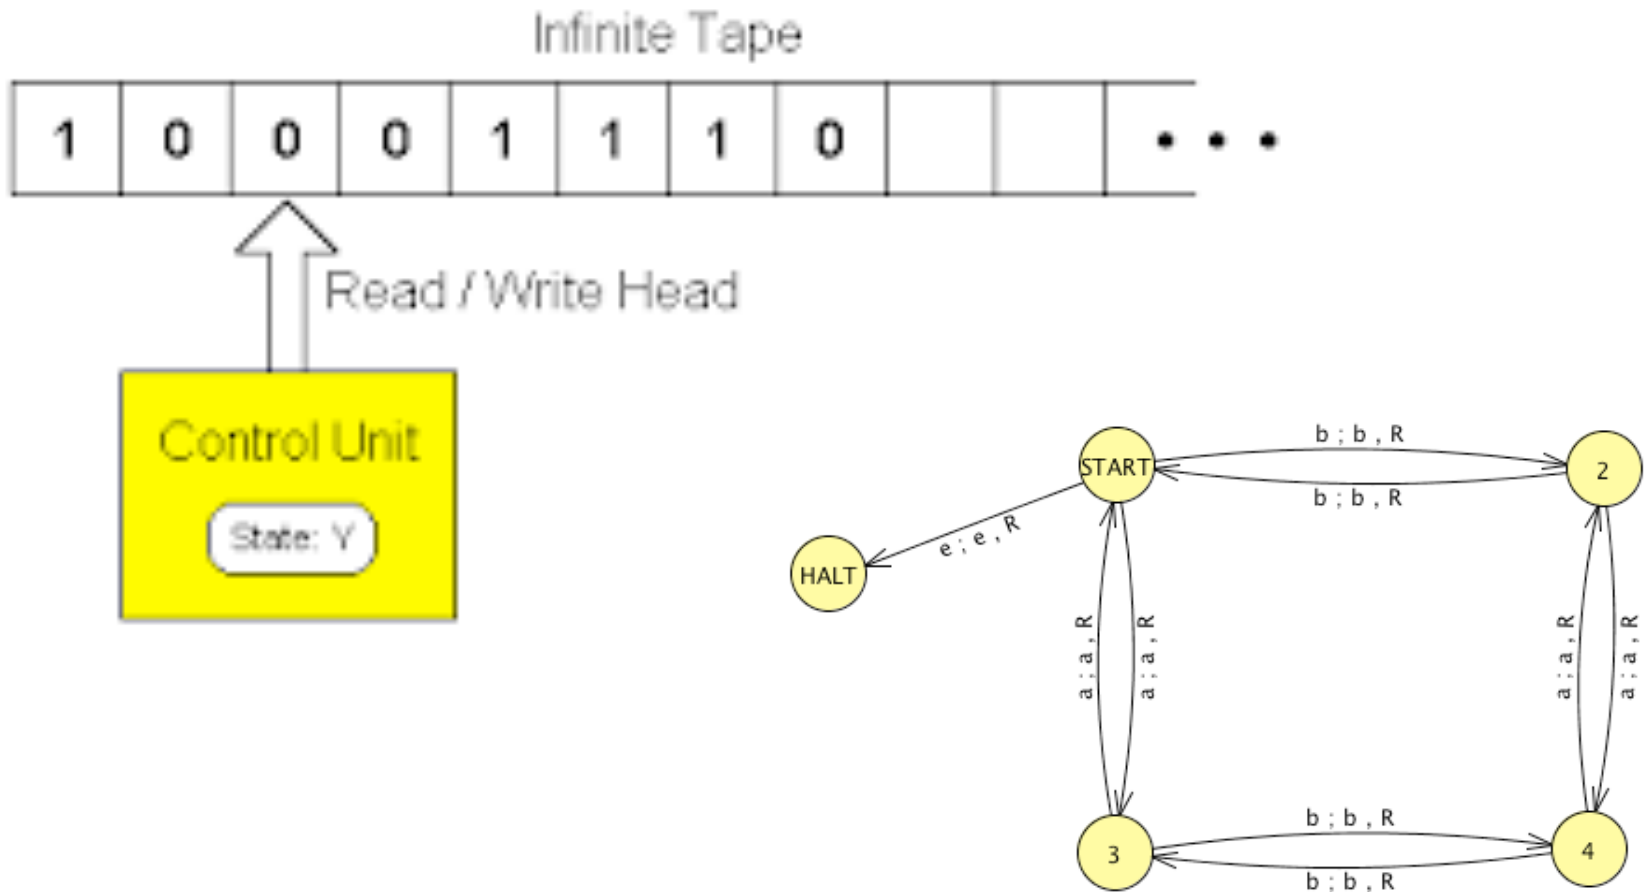 Infinite Tape
1 0 0 0 1 1 1 0 • • •
Read / Write Head
Control Unit
State: Y
b ; b , R
START
2
b ; b , R
e ; e , R
HALT
a ; a , R
a ; a , R
a ; a , R
a ; a , R
b ; b , R
3
4
b ; b , R